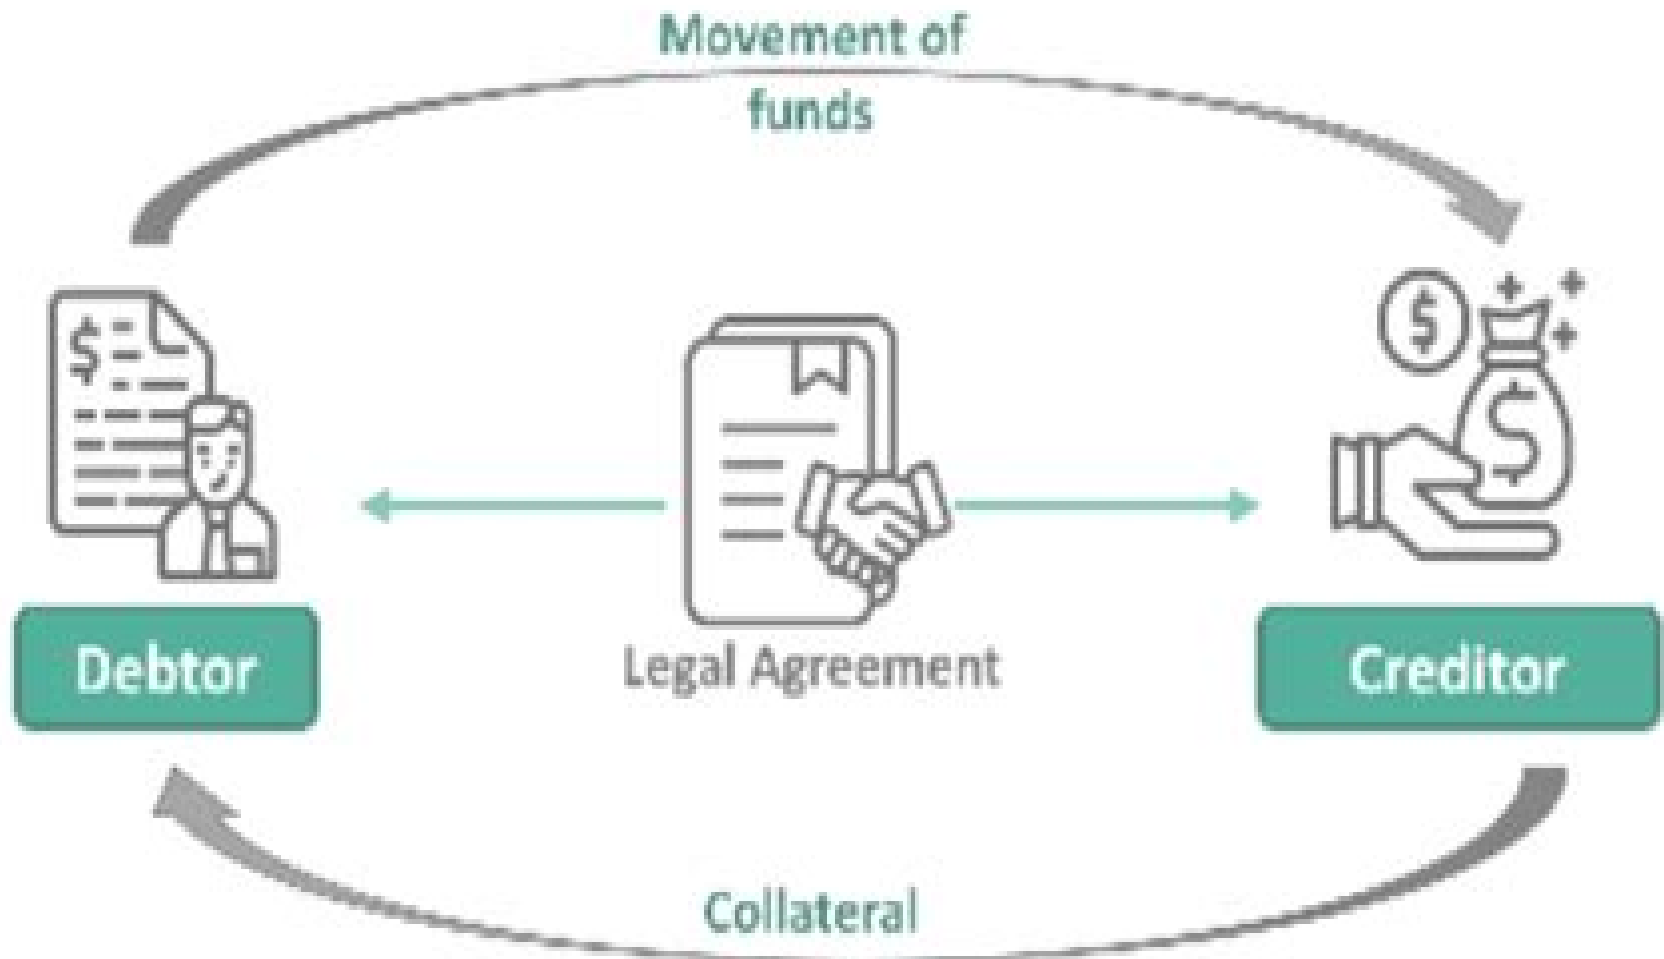 Movement of
funds
Legal Agreement
Debtor
Creditor
Collateral
$
$
$